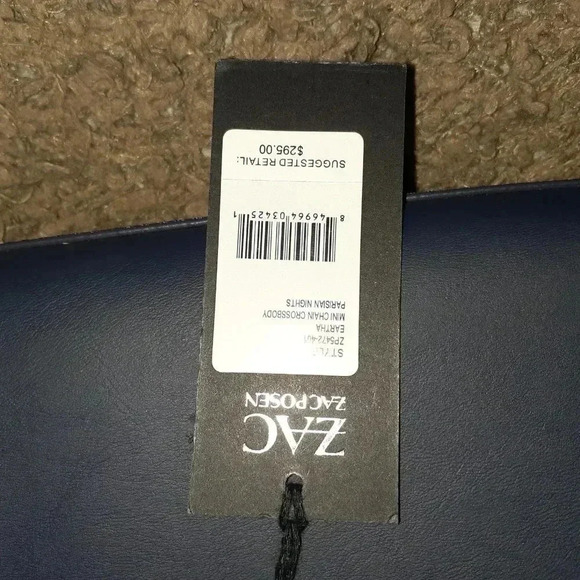 ZAC
ZAC POSEN
STYLE
ZP5472-401
EARTHA
MINI CHAIN CROSSBODY
PARISIAN NIGHTS
8 46964 03425 1
SUGGESTED RETAIL:
$295.00